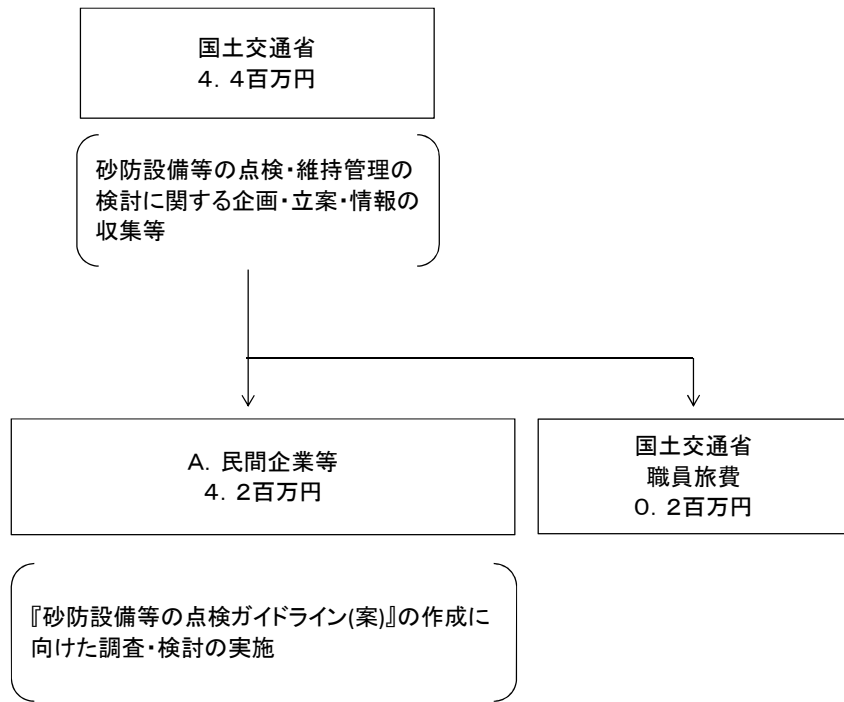 国土交通省
４．４百万円
砂防設備等の点検・維持管理の
検討に関する企画・立案・情報の
収集等
A．民間企業等
４．２百万円
国土交通省
職員旅費
０．２百万円
『砂防設備等の点検ガイドライン(案)』の作成に
向けた調査・検討の実施